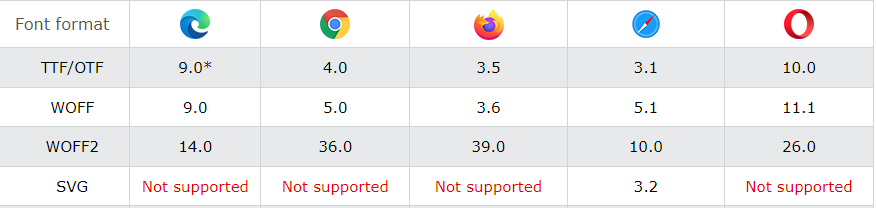 Font format
TTF/OTF 9.0* 4.0 3.5 3.1 10.0
WOFF 9.0 5.0 3.6 5.1 11.1
WOFF2 14.0 36.0 39.0 10.0 26.0
SVG Not supported Not supported Not supported 3.2 Not supported